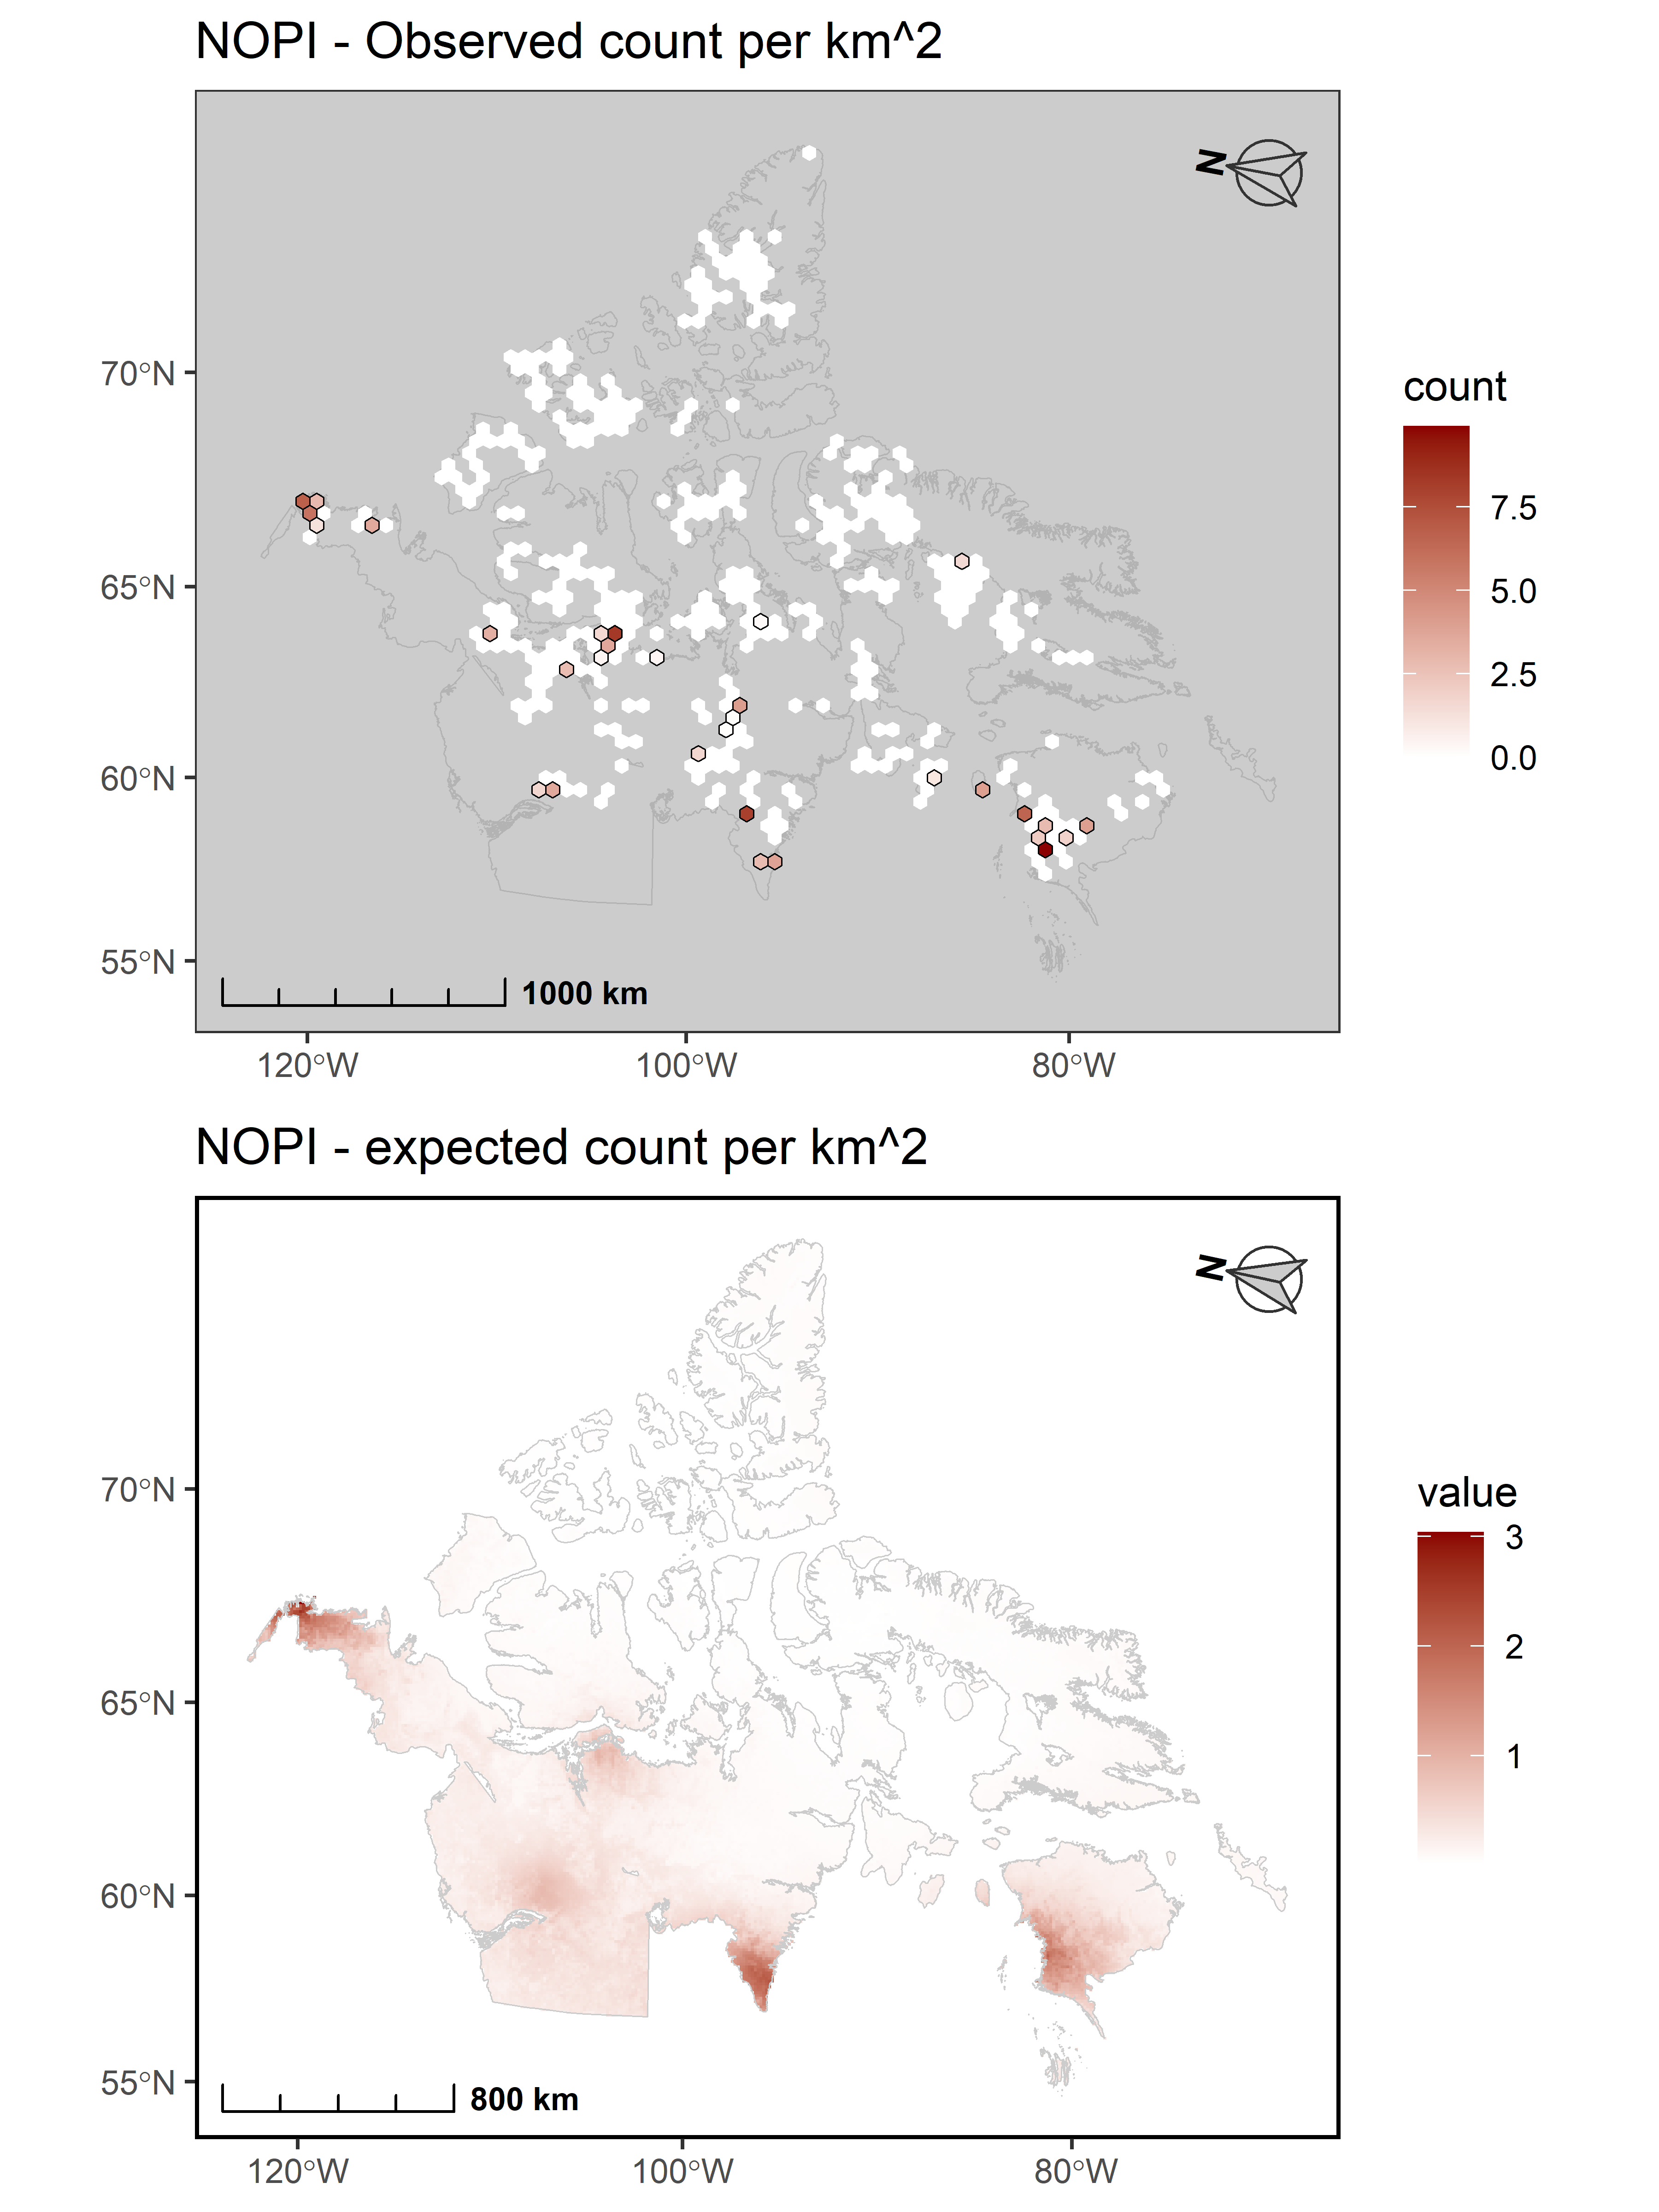 NOPI - Observed count per km^2
N
70°N
65°N
60°N
55°N
1000 km
120°W
100°W
80°W
count
7.5
5.0
2.5
0.0
NOPI - expected count per km^2
N
70°N
65°N
60°N
55°N
800 km
120°W
100°W
80°W
value
3
2
1